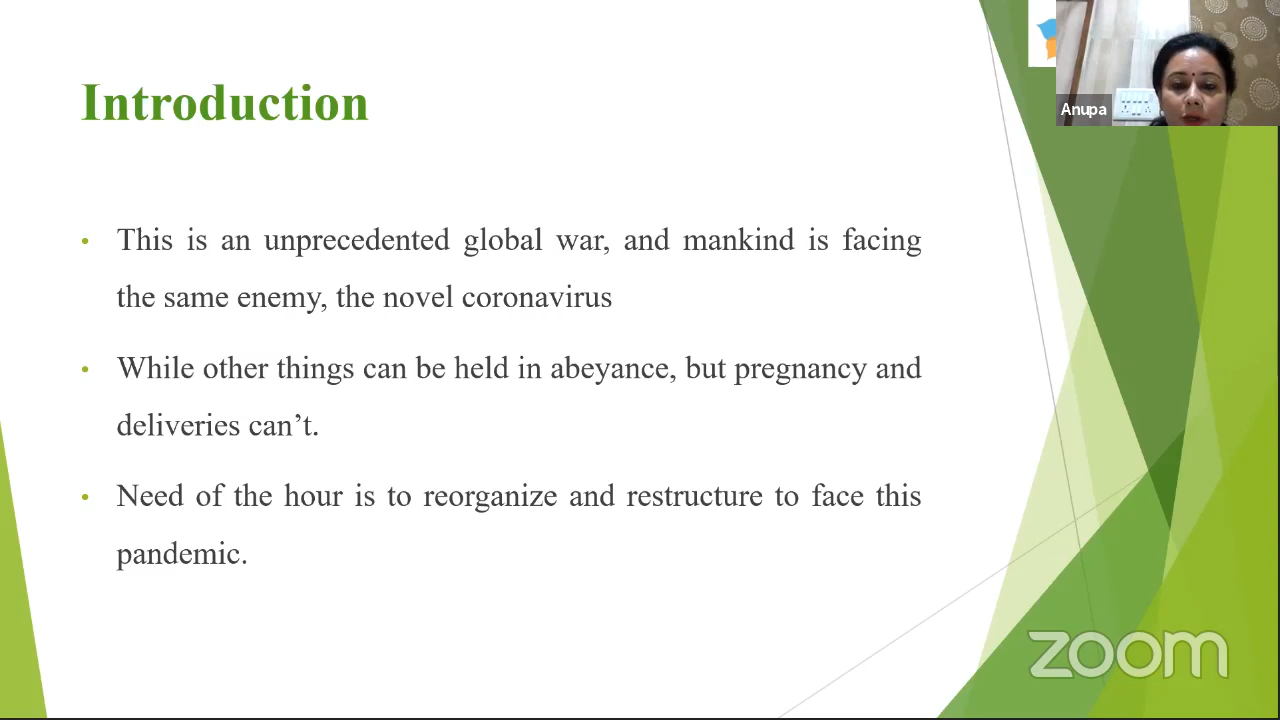 Introduction
Anupa
• This is an unprecedented global war, and mankind is facing
the same enemy, the novel coronavirus
• While other things can be held in abeyance, but pregnancy and
deliveries can’t.
• Need of the hour is to reorganize and restructure to face this
pandemic.
zoom